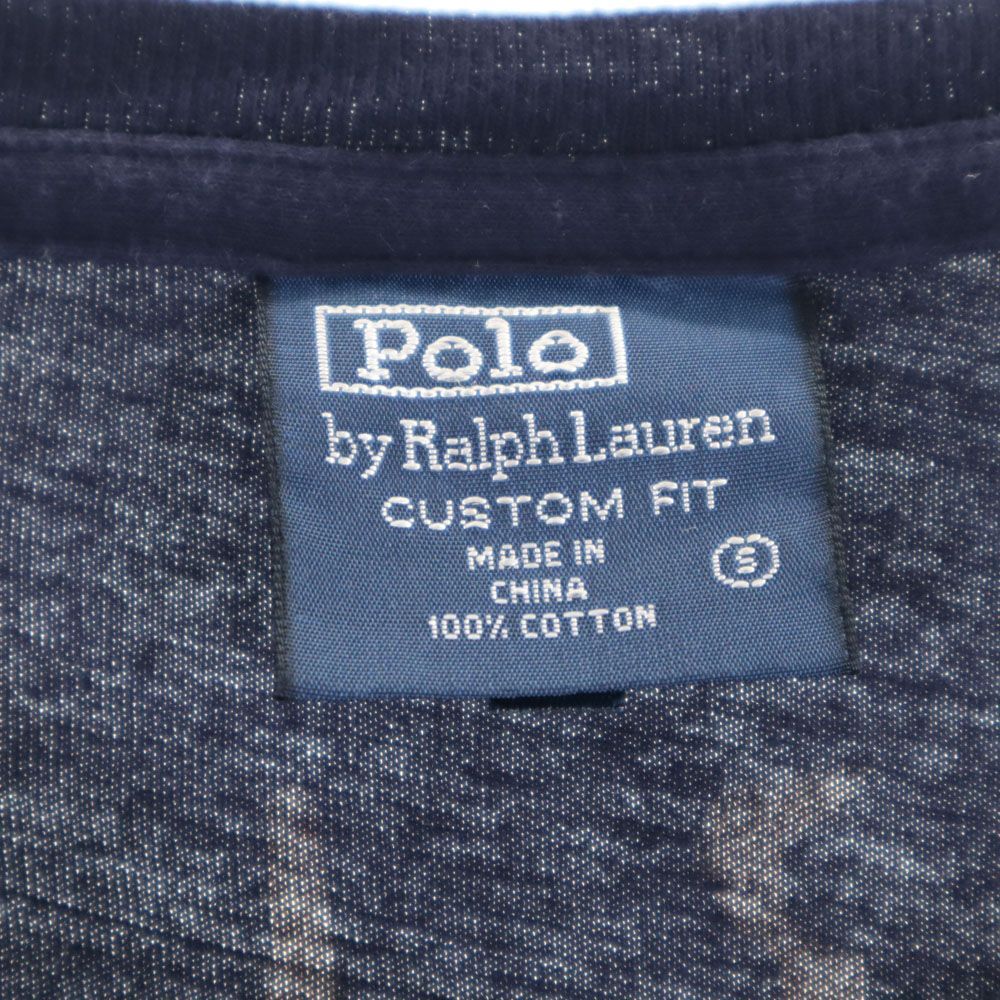 Polo
by Ralph Lauren
CUSTOM FIT
MADE IN
CHINA
100% COTTON
S